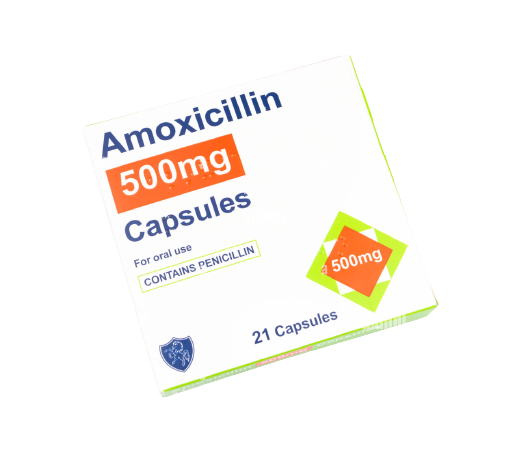 Amoxicillin
500mg
Capsules
For oral use
CONTAINS PENICILLIN
500mg
21 Capsules